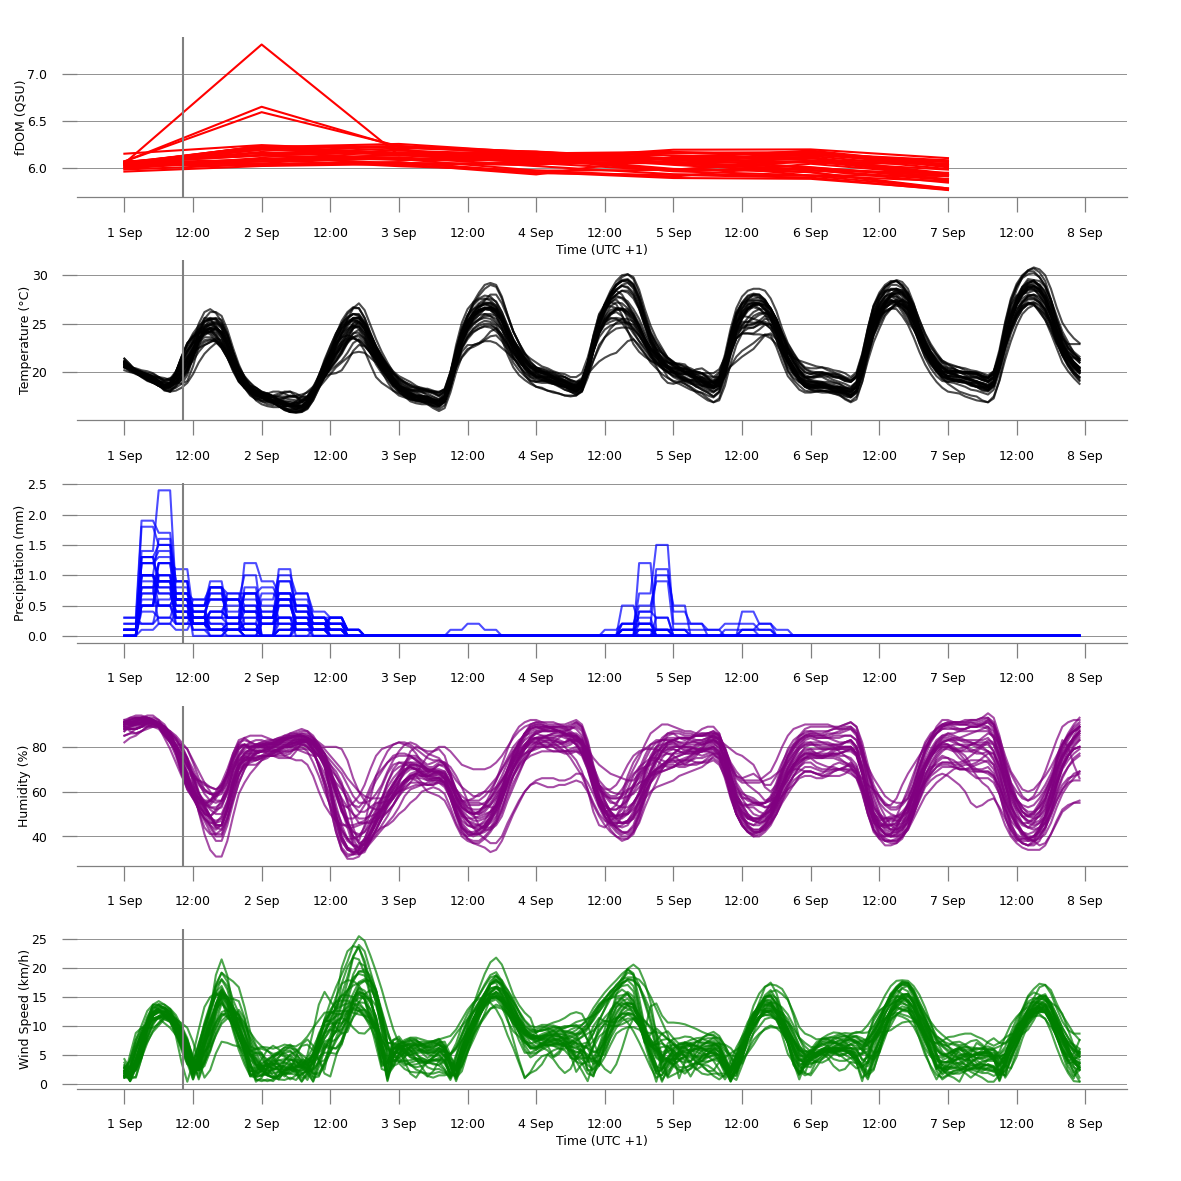 fDOM (QSU)
7.0
6.5
6.0
1 Sep 12:00 2 Sep 12:00 3 Sep 12:00 4 Sep 12:00 5 Sep 12:00 6 Sep 12:00 7 Sep 12:00 8 Sep
Time (UTC +1)
Temperature (°C)
30
25
20
1 Sep 12:00 2 Sep 12:00 3 Sep 12:00 4 Sep 12:00 5 Sep 12:00 6 Sep 12:00 7 Sep 12:00 8 Sep
Precipitation (mm)
2.5
2.0
1.5
1.0
0.5
0.0
1 Sep 12:00 2 Sep 12:00 3 Sep 12:00 4 Sep 12:00 5 Sep 12:00 6 Sep 12:00 7 Sep 12:00 8 Sep
Humidity (%)
80
60
40
1 Sep 12:00 2 Sep 12:00 3 Sep 12:00 4 Sep 12:00 5 Sep 12:00 6 Sep 12:00 7 Sep 12:00 8 Sep
Wind Speed (km/h)
25
20
15
10
5
0
1 Sep 12:00 2 Sep 12:00 3 Sep 12:00 4 Sep 12:00 5 Sep 12:00 6 Sep 12:00 7 Sep 12:00 8 Sep
Time (UTC +1)